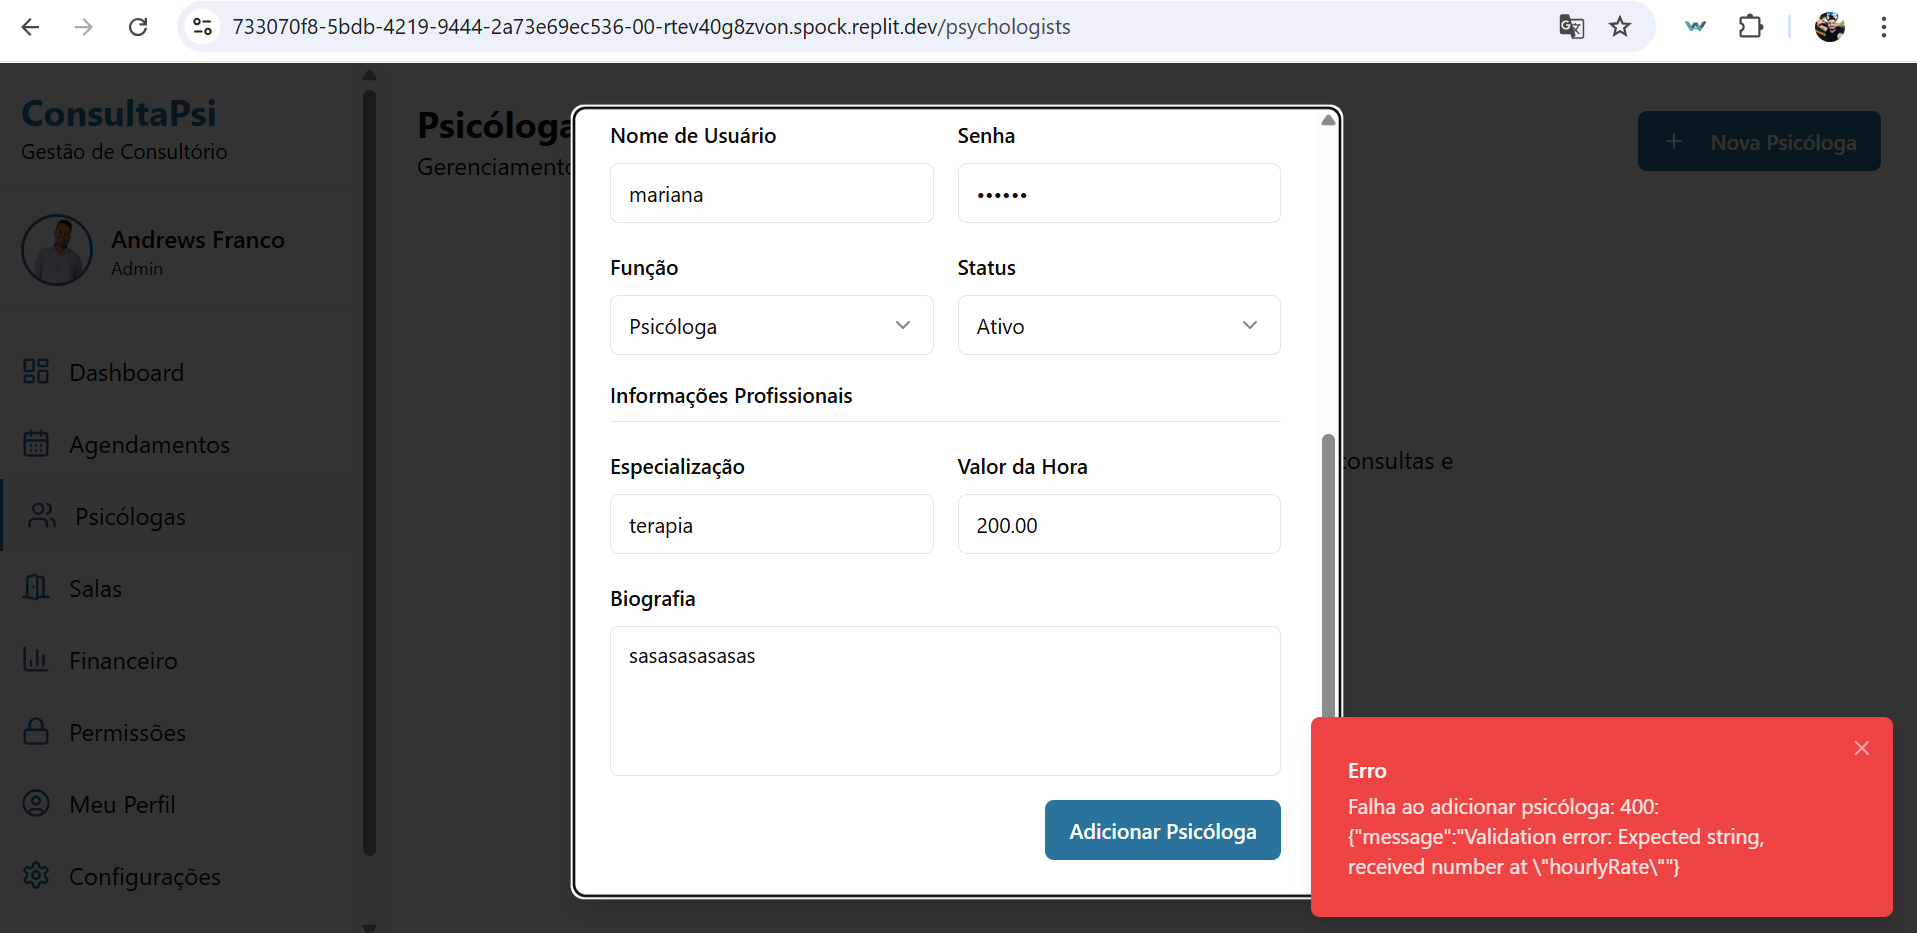 733070f8-5bdb-4219-9444-2a73e69ec536-00-rtev40g8zvon.spock.replit.dev/psychologists
ConsultaPsi
Gestão de Consultório
Andrews Franco
Admin
Dashboard
Agendamentos
Psicólogas
Salas
Financeiro
Permissões
Meu Perfil
Configurações
Psicóloga
Gerenciamento
Nova Psicóloga
consultas e
Nome de Usuário
Senha
mariana
••••••
Função
Status
Psicóloga
Ativo
Informações Profissionais
Especialização
Valor da Hora
terapia
200.00
Biografia
sasasasasasas
Adicionar Psicóloga
Erro
Falha ao adicionar psicóloga: 400:
{"message":"Validation error: Expected string,
received number at \"hourlyRate\""}